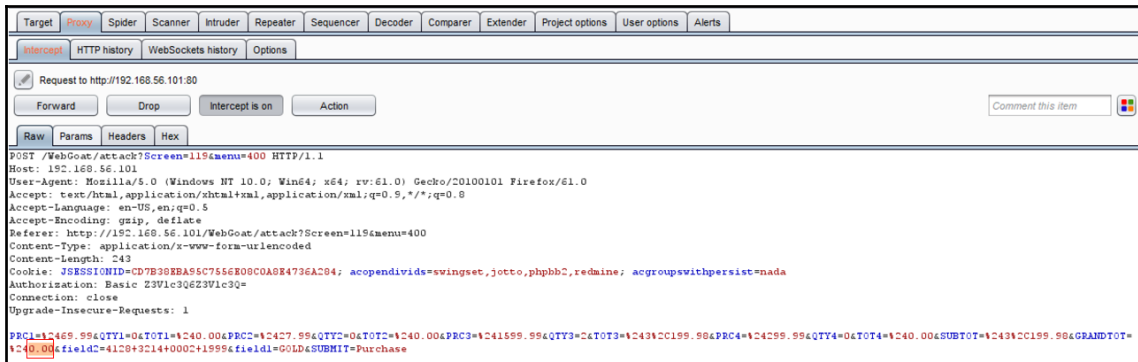 Target Proxy Spider Scanner Intruder Repeater Sequencer Decoder Comparer Extender Project options User options Alerts
Intercept HTTP history WebSockets history Options
Request to http://192.168.56.101:80
Forward Drop Intercept is on Action Comment this item
Raw Params Headers Hex
POST /WebGoat/attack?Screen=119&menu=400 HTTP/1.1
Host: 192.168.56.101
User-Agent: Mozilla/5.0 (Windows NT 10.0; Win64; x64; rv:61.0) Gecko/20100101 Firefox/61.0
Accept: text/html,application/xhtml+xml,application/xml;q=0.9,*/*;q=0.8
Accept-Language: en-US,en;q=0.5
Accept-Encoding: gzip, deflate
Referer: http://192.168.56.101/WebGoat/attack?Screen=119&menu=400
Content-Type: application/x-www-form-urlencoded
Content-Length: 243
Cookie: JSESSIONID=CD7B38EBA95C7556E08C0A8E4736A284; acopendivids=swingset,jotto,phpbb2,redmine; acgroupswithpersist=nada
Authorization: Basic Z3Vlc3Q6Z3Vlc3Q=
Connection: close
Upgrade-Insecure-Requests: 1
PRC1=%2469.99&QTY1=0&TOT1=%240.00&PRC2=%2427.99&QTY2=0&TOT2=%240.00&PRC3=%241599.99&QTY3=2&TOT3=%243%2C199.98&PRC4=%24299.99&QTY4=0&TOT4=%240.00&SUBTOT=%243%2C199.98&GRANDTOT=
%240.00&field2=4128+3214+0002+1999&field1=GOLD&SUBMIT=Purchase